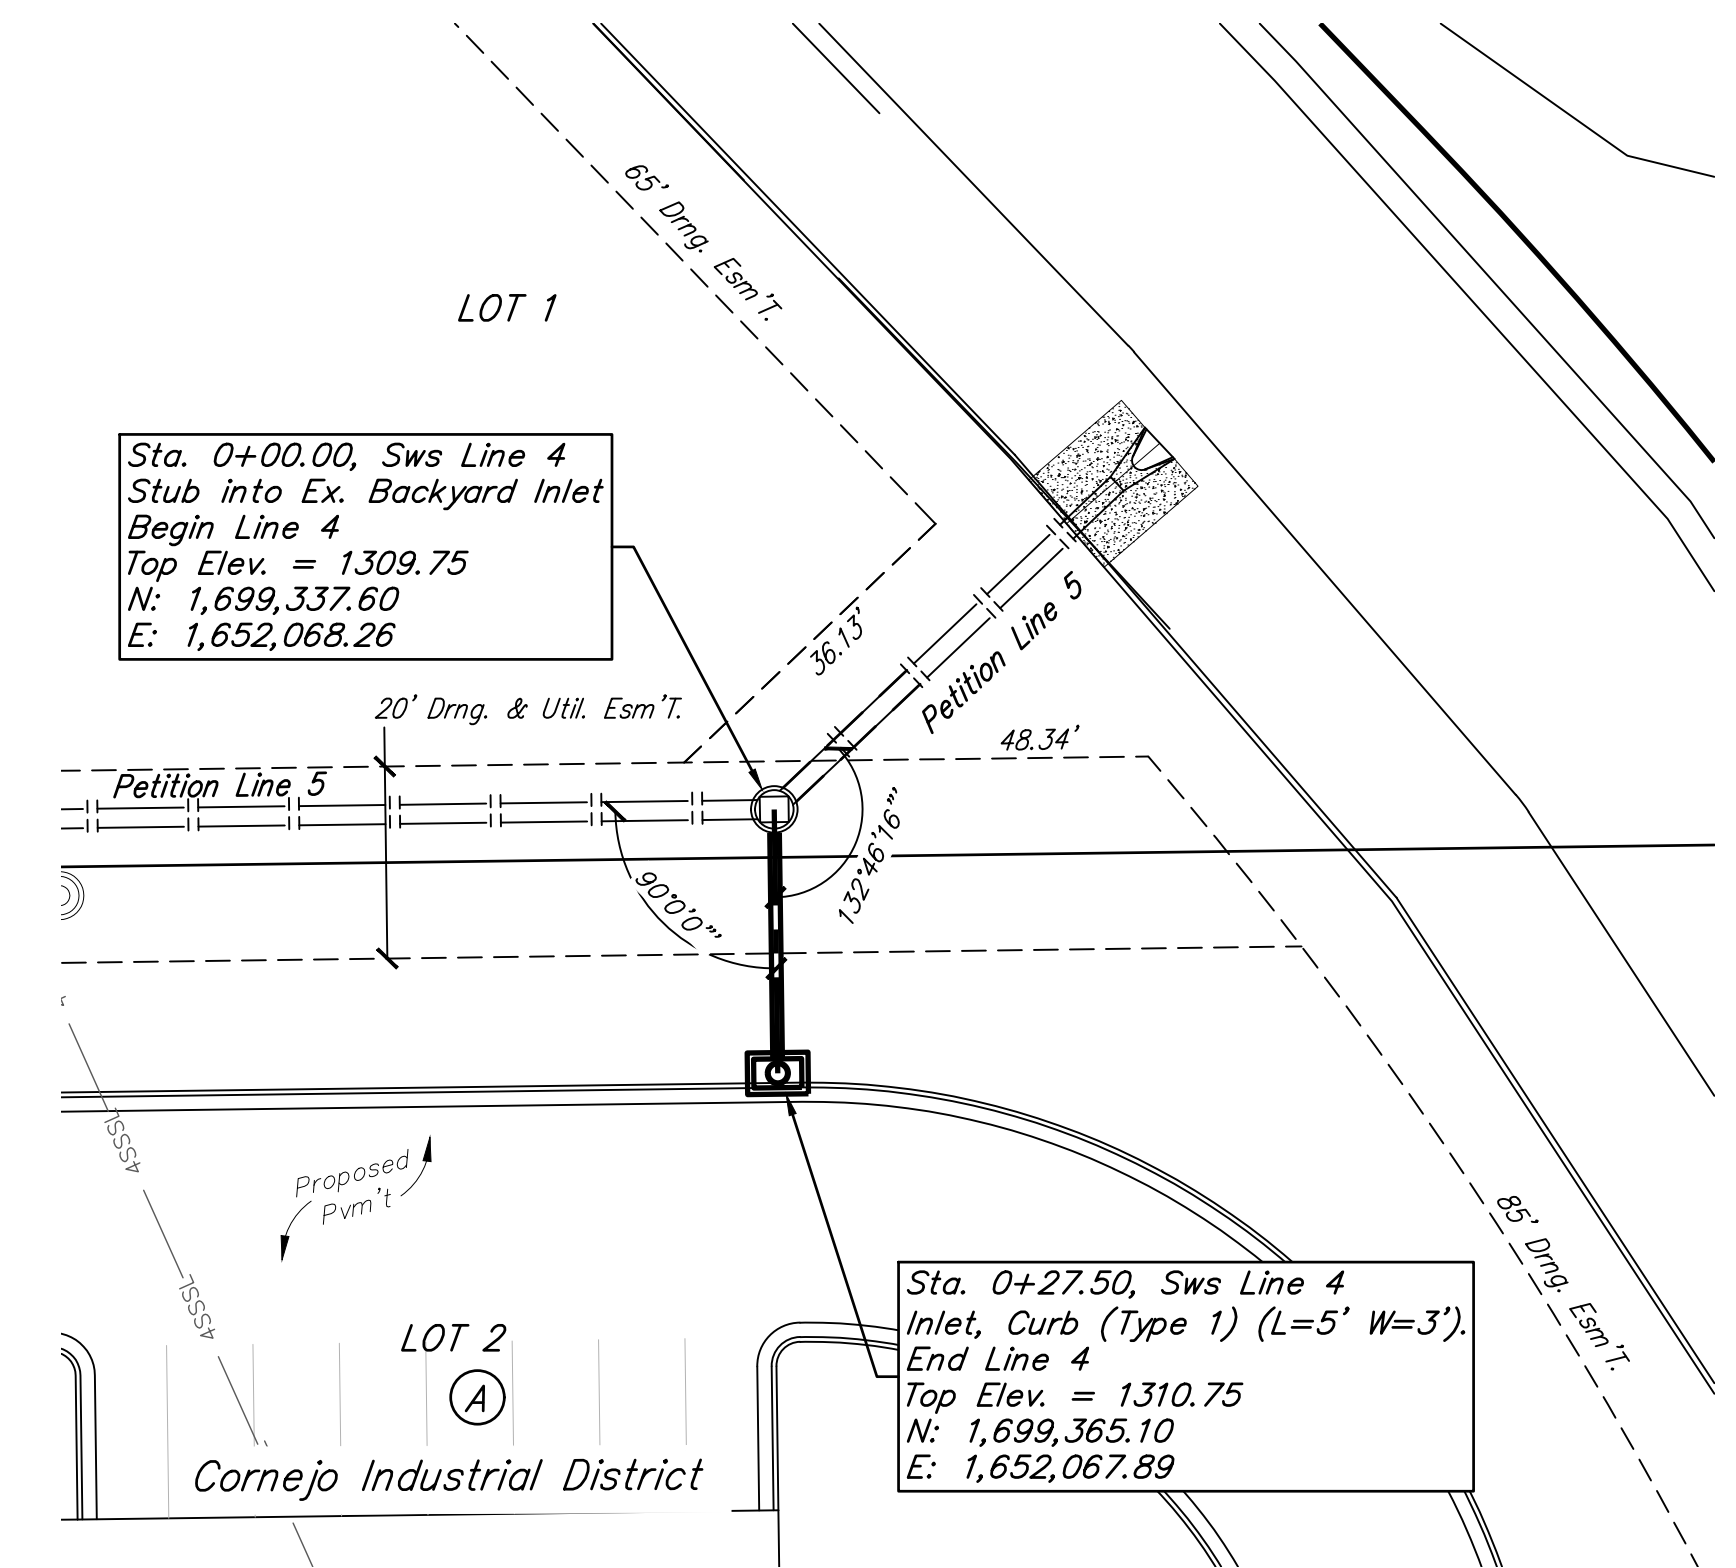 65' Drng. Esm'T.
LOT 1
Sta. 0+00.00, Sws Line 4
Stub into Ex. Backyard Inlet
Begin Line 4
Top Elev. = 1309.75
N: 1,699,337.60
E: 1,652,068.26
36.13'
Petition Line 5
20' Drng. & Util. Esm'T.
48.34'
Petition Line 5
132°46'16"'
90°0'0"'
4SSSL
Proposed
Pvm't
85' Drng. Esm'T.
4SSSL
Sta. 0+27.50, Sws Line 4
Inlet, Curb (Type 1) (L=5' W=3').
End Line 4
Top Elev. = 1310.75
N: 1,699,365.10
E: 1,652,067.89
LOT 2
A
Cornejo Industrial District